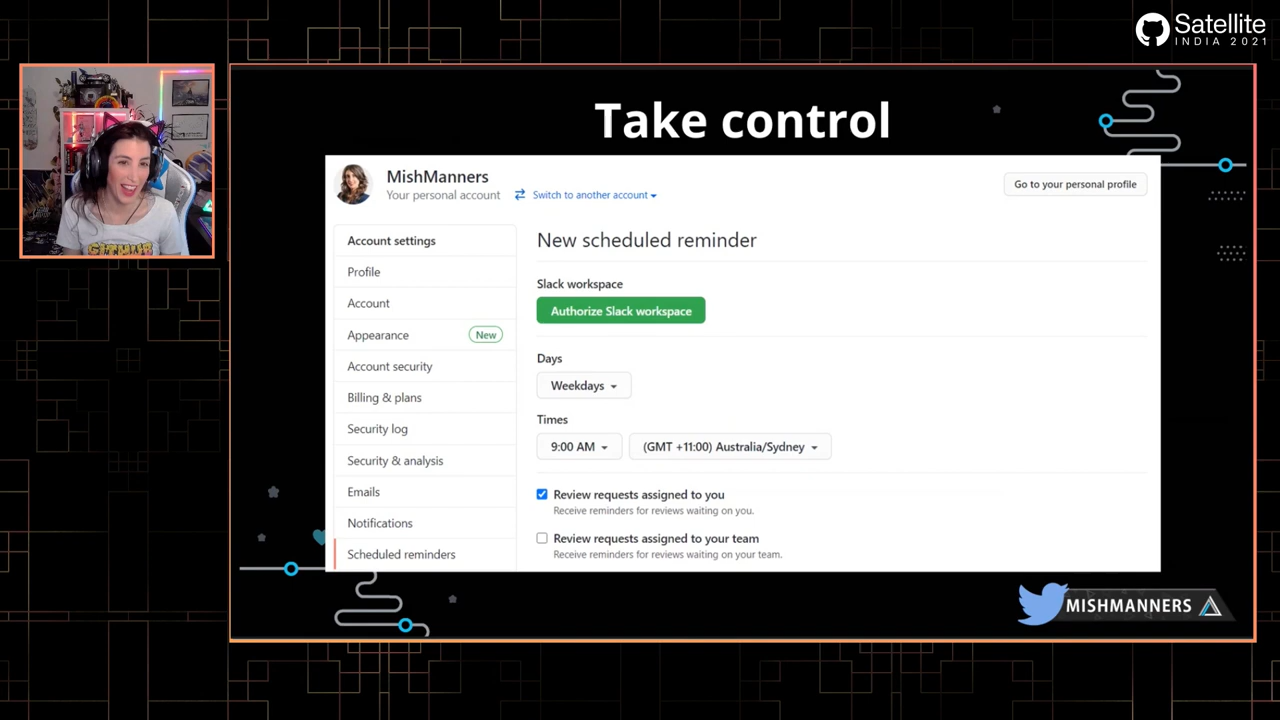 Satellite
INDIA 2021
Take control
MishManners
Your personal account
Switch to another account
Go to your personal profile
Account settings
Profile
Account
Appearance
New
Account security
Billing & plans
Security log
Security & analysis
Emails
Notifications
Scheduled reminders
New scheduled reminder
Slack workspace
Authorize Slack workspace
Days
Weekdays
Times
9:00 AM
(GMT +11:00) Australia/Sydney
Review requests assigned to you
Receive reminders for reviews waiting on you.
Review requests assigned to your team
Receive reminders for reviews waiting on your team.
MISHMANNERS
GITHUB